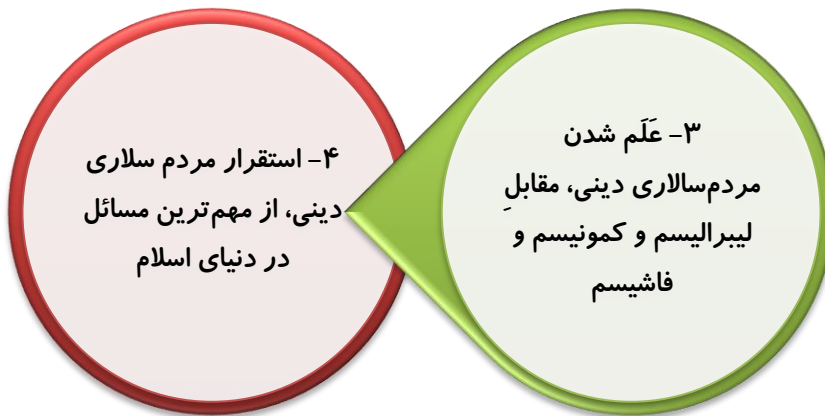 ۳- عَلَم شدن
مردم‌سالاری دینی، مقابلِ
لیبرالیسم و کمونیسم و
فاشیسم
۴- استقرار مردم سلاری
دینی، از مهم‌ترین مسائل
در دنیای اسلام